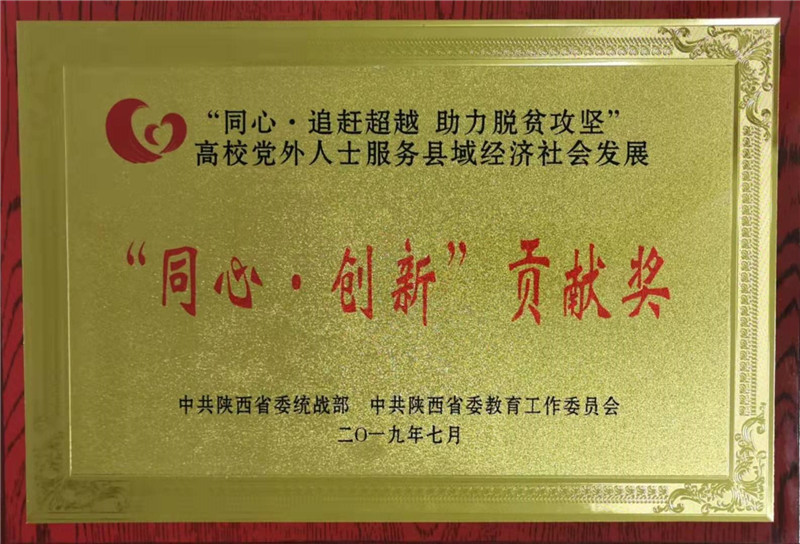 “同心·追赶超越 助力脱贫攻坚”
高校党外人士服务县域经济社会发展
“同心·创新”贡献奖
中共陕西省委统战部 中共陕西省委教育工作委员会
二〇一九年七月